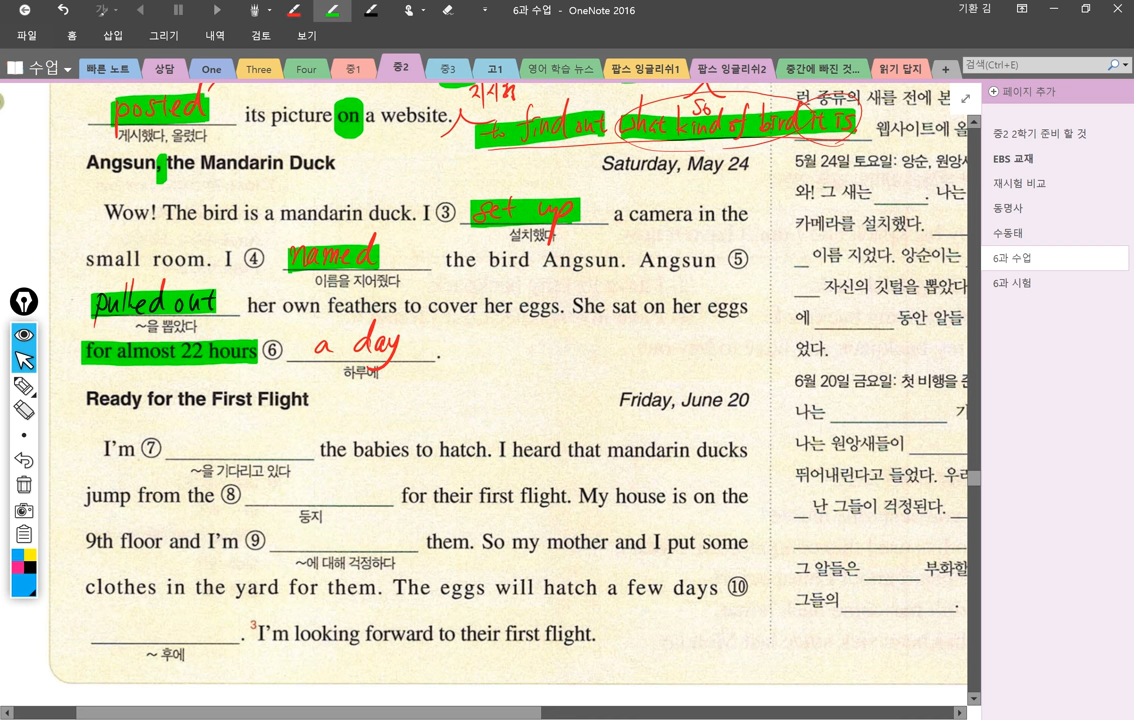 6과 수업 - OneNote 2016
기환 김
파일 홈 삽입 그리기 내역 검토 보기
수업 빠른 노트 상담 One Three Four 중1 중2 중3 고1 영어 학습 뉴스 팝스 잉글리쉬1 팝스 잉글리쉬2 중간에 빠진 것... 읽기 답지 + 검색(Ctrl+E)
posted its picture on a website. to find out what kind of bird it is
so
게시했다, 올렸다
Angsun, the Mandarin Duck Saturday, May 24
Wow! The bird is a mandarin duck. I ③ set up a camera in the
설치했다
small room. I ④ named the bird Angsun. Angsun ⑤
이름을 지어줬다
pulled out her own feathers to cover her eggs. She sat on her eggs
~을 뽑았다
for almost 22 hours ⑥ a day .
하루에
Ready for the First Flight Friday, June 20
I'm ⑦ the babies to hatch. I heard that mandarin ducks
~을 기다리고 있다
jump from the ⑧ for their first flight. My house is on the
둥지
9th floor and I'm ⑨ them. So my mother and I put some
~에 대해 걱정하다
clothes in the yard for them. The eggs will hatch a few days ⑩
. ³I'm looking forward to their first flight.
~ 후에
런 종류의 새를 전에 본
웹사이트에 올
5월 24일 토요일: 앙순, 원앙
와! 그 새는 . 나는
카메라를 설치했다.
이름 지었다. 앙순이는
자신의 깃털을 뽑았다
에 동안 알들
었다.
6월 20일 금요일: 첫 비행을 준
나는 기
나는 원앙새들이
뛰어내린다고 들었다. 우리
난 그들이 걱정된다.
그 알들은 부화할
그들의 .
페이지 추가
중2 2학기 준비 할 것
EBS 교재
재시험 비교
동명사
수동태
6과 수업
6과 시험